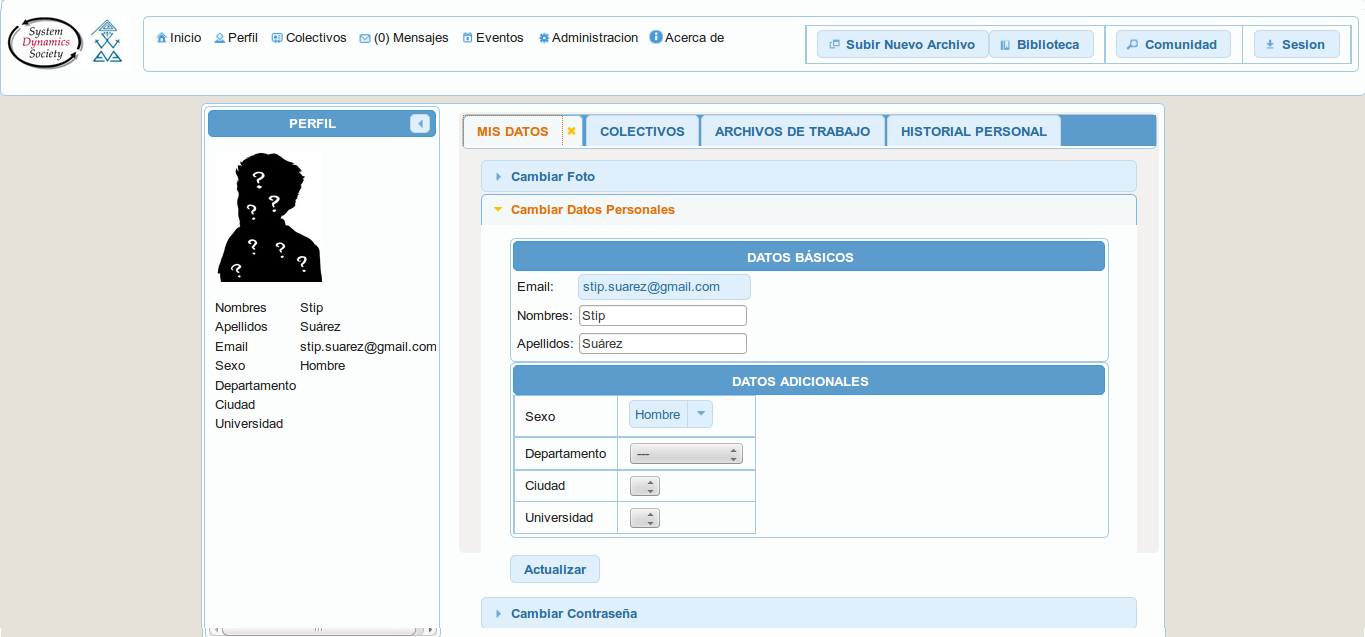 System
Dynamics
Society
Inicio Perfil Colectivos (0) Mensajes Eventos Administracion Acerca de
Subir Nuevo Archivo Biblioteca Comunidad Sesion
PERFIL
? ? ? ? ? ? ?
Nombres Stip
Apellidos Suárez
Email stip.suarez@gmail.com
Sexo Hombre
Departamento
Ciudad
Universidad
MIS DATOS COLECTIVOS ARCHIVOS DE TRABAJO HISTORIAL PERSONAL
Cambiar Foto
Cambiar Datos Personales
DATOS BÁSICOS
Email: stip.suarez@gmail.com
Nombres: Stip
Apellidos: Suárez
DATOS ADICIONALES
Sexo Hombre
Departamento ---
Ciudad
Universidad
Actualizar
Cambiar Contraseña